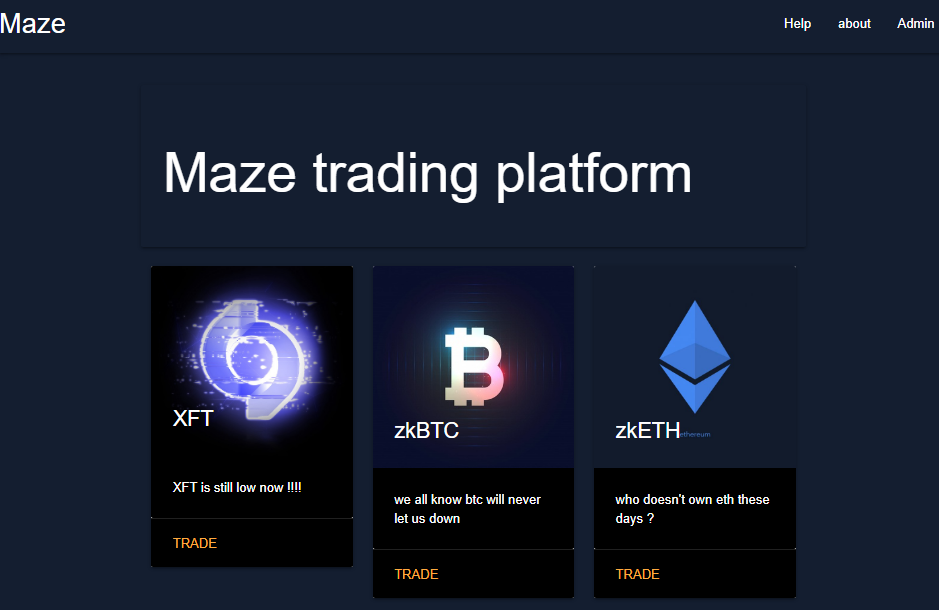 Maze
Help
about
Admin
Maze trading platform
XFT
XFT is still low now !!!!
TRADE
zkBTC
we all know btc will never
let us down
TRADE
ethereum
zkETH
who doesn't own eth these
days ?
TRADE